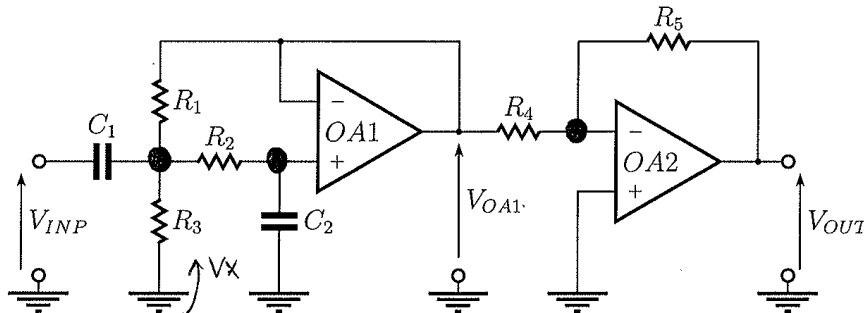 R5
R1
R4
C1
R2
−
OA1
+
−
OA2
+
VINP
R3
C2
VOA1
VOUT
Vx